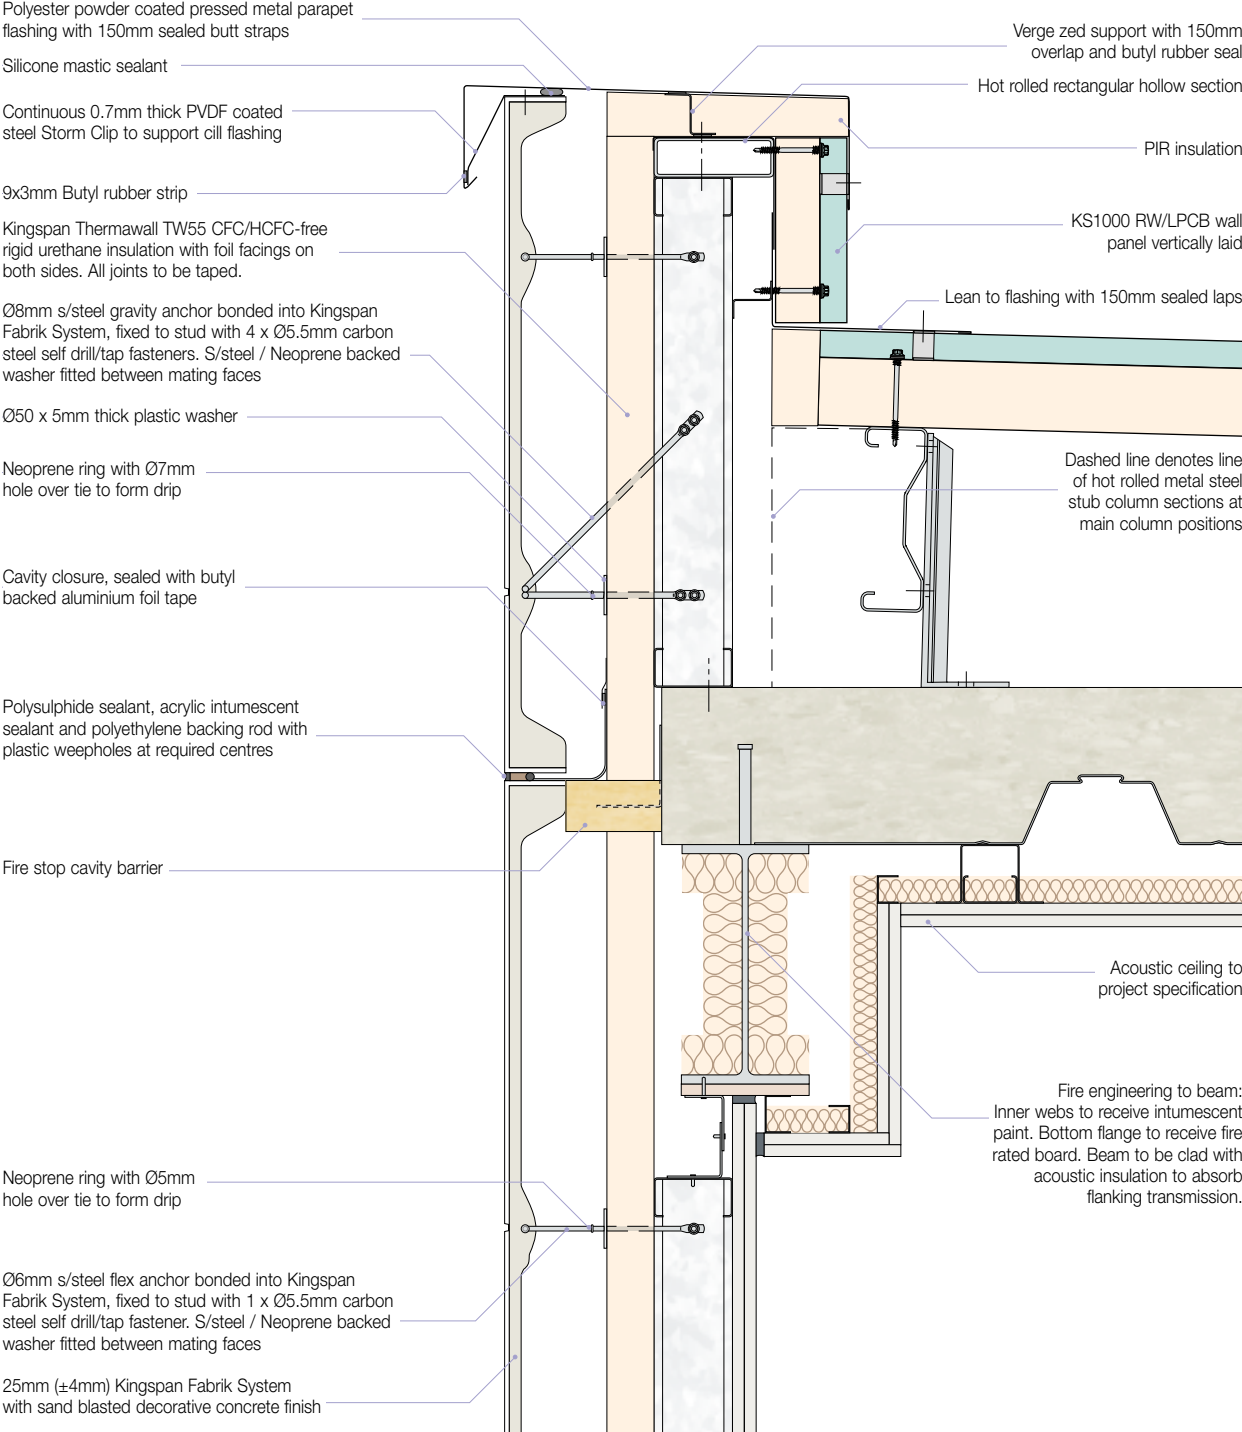 Polyester powder coated pressed metal parapet
flashing with 150mm sealed butt straps
Silicone mastic sealant
Continuous 0.7mm thick PVDF coated
steel Storm Clip to support cill flashing
9x3mm Butyl rubber strip
Kingspan Thermawall TW55 CFC/HCFC-free
rigid urethane insulation with foil facings on
both sides. All joints to be taped.
Ø8mm s/steel gravity anchor bonded into Kingspan
Fabrik System, fixed to stud with 4 x Ø5.5mm carbon
steel self drill/tap fasteners. S/steel / Neoprene backed
washer fitted between mating faces
Ø50 x 5mm thick plastic washer
Neoprene ring with Ø7mm
hole over tie to form drip
Cavity closure, sealed with butyl
backed aluminium foil tape
Polysulphide sealant, acrylic intumescent
sealant and polyethylene backing rod with
plastic weepholes at required centres
Fire stop cavity barrier
Neoprene ring with Ø5mm
hole over tie to form drip
Ø6mm s/steel flex anchor bonded into Kingspan
Fabrik System, fixed to stud with 1 x Ø5.5mm carbon
steel self drill/tap fastener. S/steel / Neoprene backed
washer fitted between mating faces
25mm (±4mm) Kingspan Fabrik System
with sand blasted decorative concrete finish
Verge zed support with 150mm
overlap and butyl rubber seal
Hot rolled rectangular hollow section
PIR insulation
KS1000 RW/LPCB wall
panel vertically laid
Lean to flashing with 150mm sealed laps
Dashed line denotes line
of hot rolled metal steel
stub column sections at
main column positions
Acoustic ceiling to
project specification
Fire engineering to beam:
Inner webs to receive intumescent
paint. Bottom flange to receive fire
rated board. Beam to be clad with
acoustic insulation to absorb
flanking transmission.